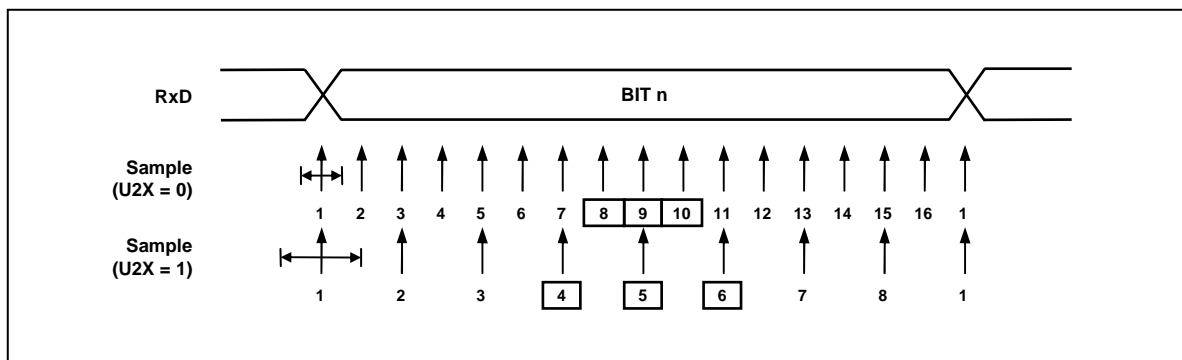 RxD
BIT n
Sample
(U2X = 0)
1 2 3 4 5 6 7 8 9 10 11 12 13 14 15 16 1
Sample
(U2X = 1)
1 2 3 4 5 6 7 8 1